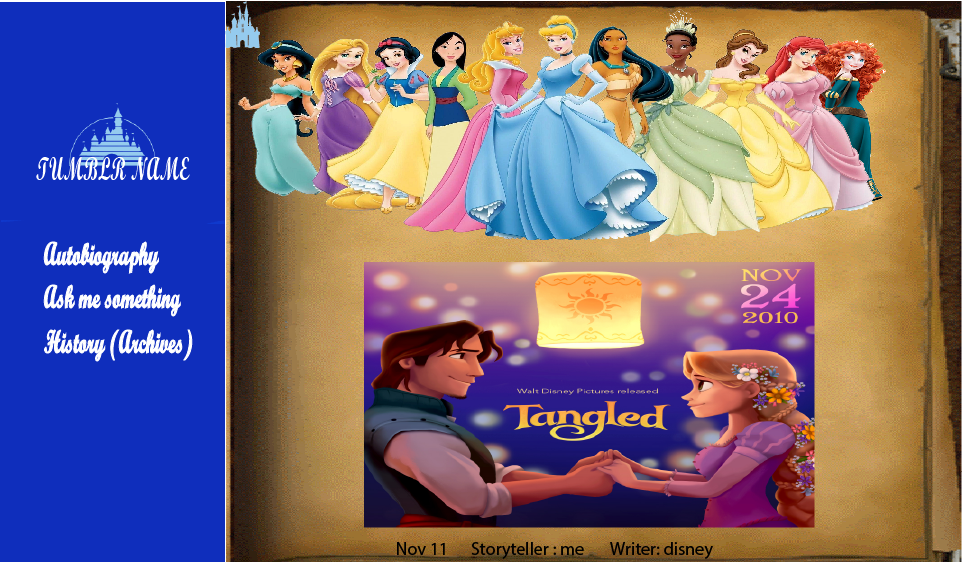 TUMBLR NAME
Autobiography
Ask me something
History (Archives)
NOV
24
2010
Walt Disney Pictures released
Tangled
Nov 11 Storyteller : me Writer: disney